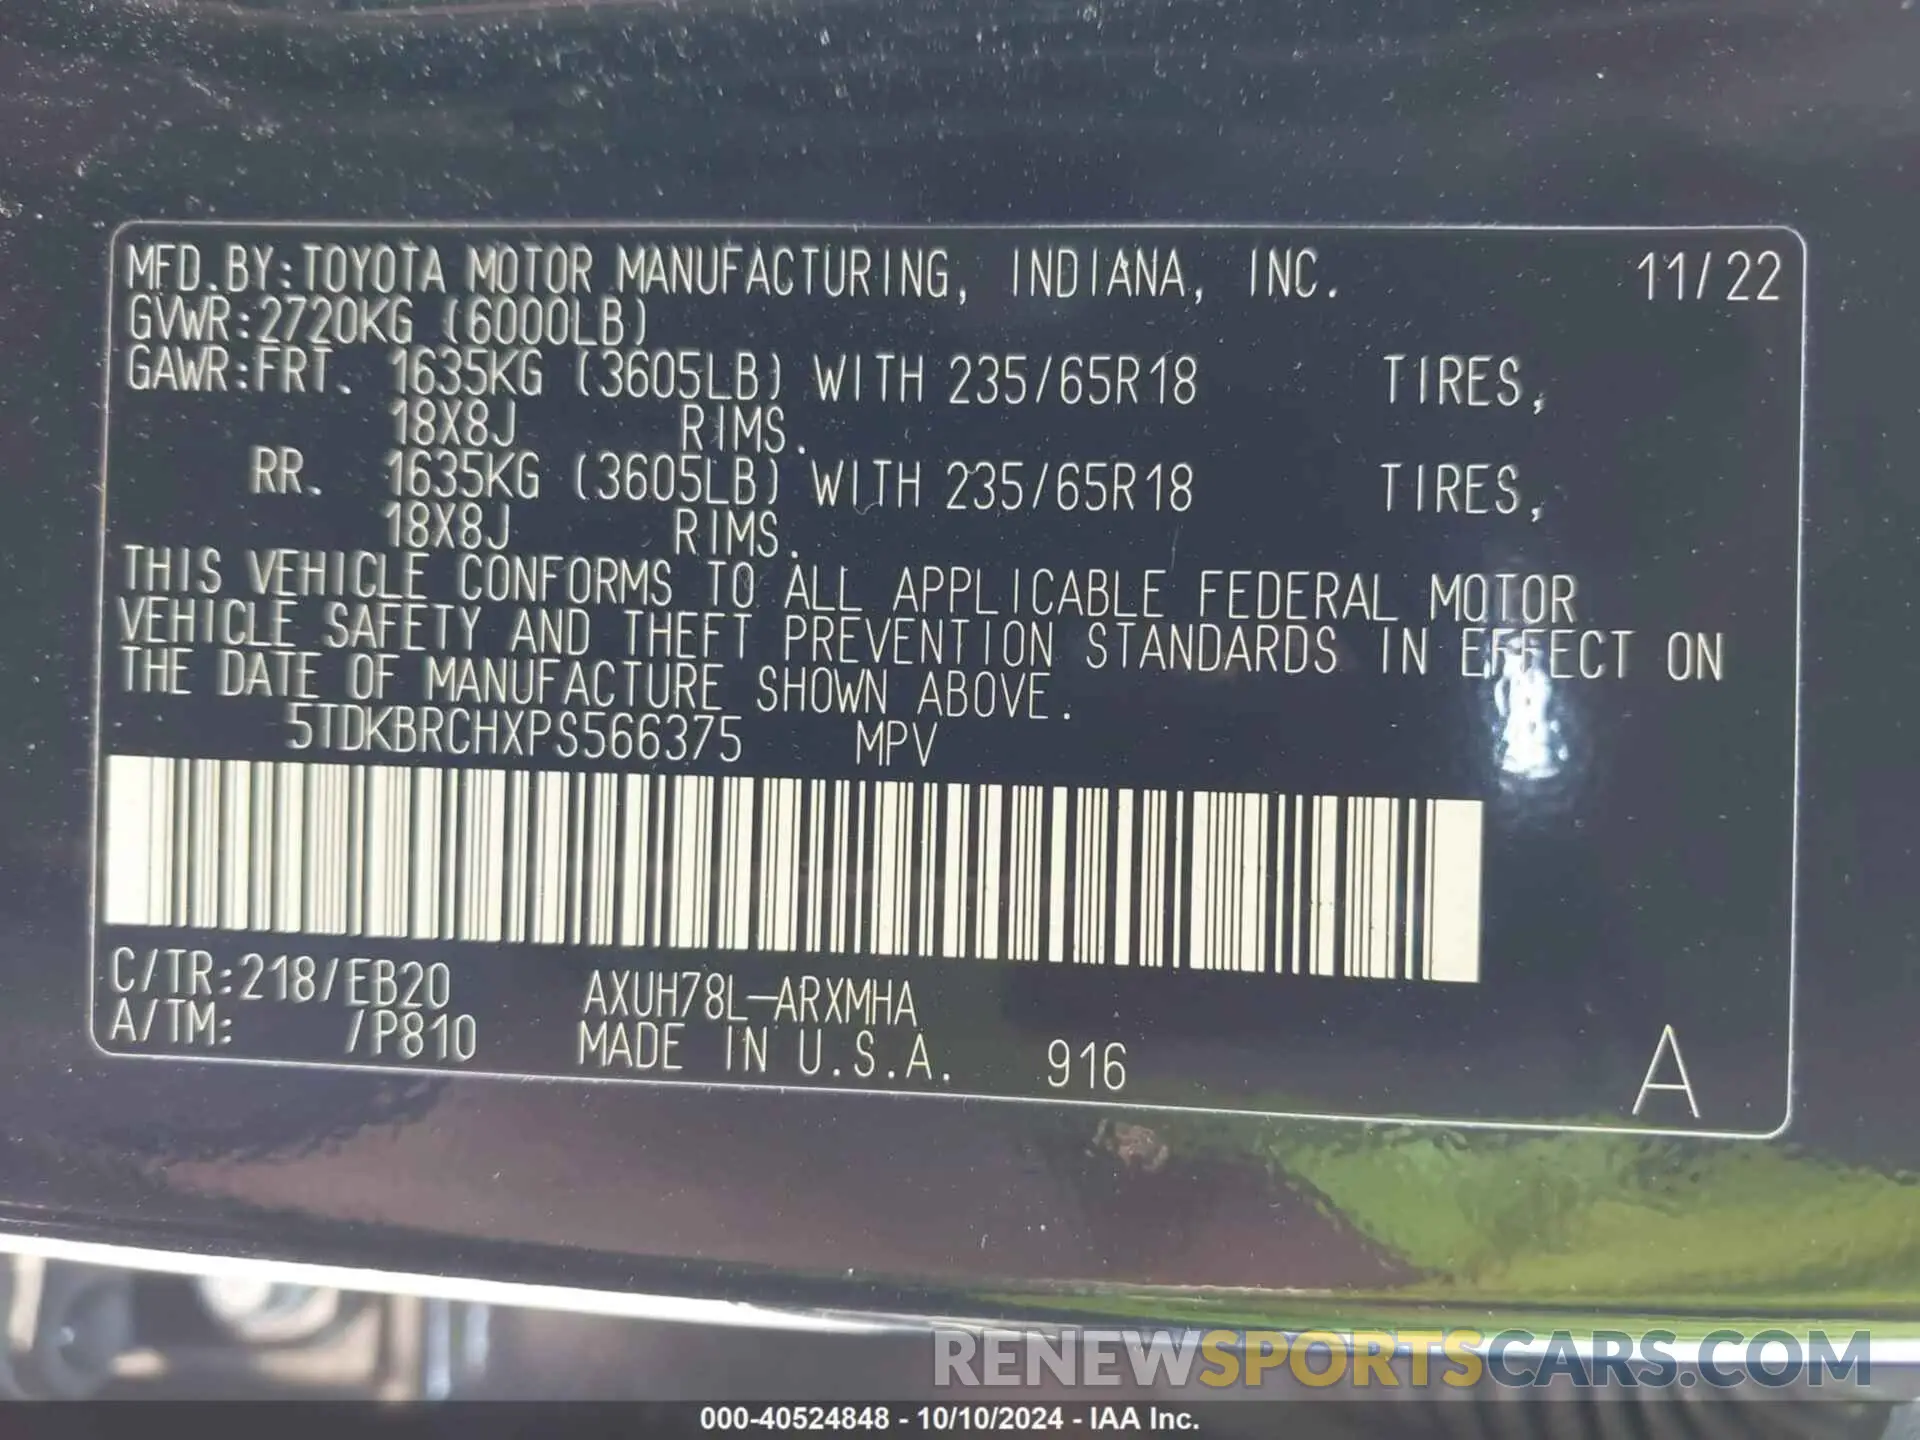 MFD.BY:TOYOTA MOTOR MANUFACTURING, INDIANA, INC. 11/22
GVWR:2720KG (6000LB)
GAWR:FRT. 1635KG (3605LB) WITH 235/65R18 TIRES,
18X8J RIMS.
RR. 1635KG (3605LB) WITH 235/65R18 TIRES,
18X8J RIMS.
THIS VEHICLE CONFORMS TO ALL APPLICABLE FEDERAL MOTOR
VEHICLE SAFETY AND THEFT PREVENTION STANDARDS IN EFFECT ON
THE DATE OF MANUFACTURE SHOWN ABOVE.
5TDKBRCHXPS566375 MPV
C/TR:218/EB20 AXUH78L-ARXMHA
A/TM: /P810 MADE IN U.S.A. 916 A
RENEWSPORTSCARS.COM
000-40524848 - 10/10/2024 - IAA Inc.